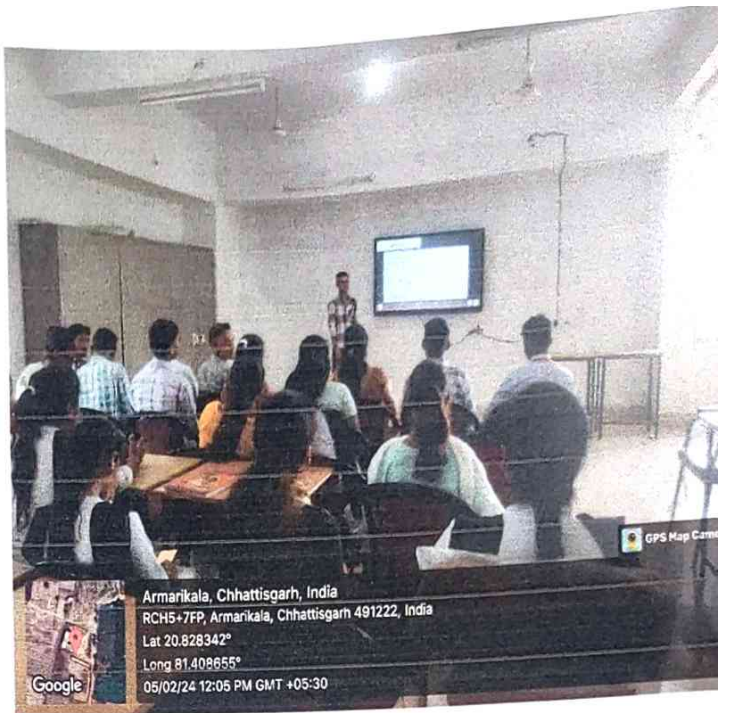 GPS Map Came
Armarikala, Chhattisgarh, India
RCH5+7FP, Armarikala, Chhattisgarh 491222, India
Lat 20.828342°
Long 81.408655°
05/02/24 12:05 PM GMT +05:30
Google